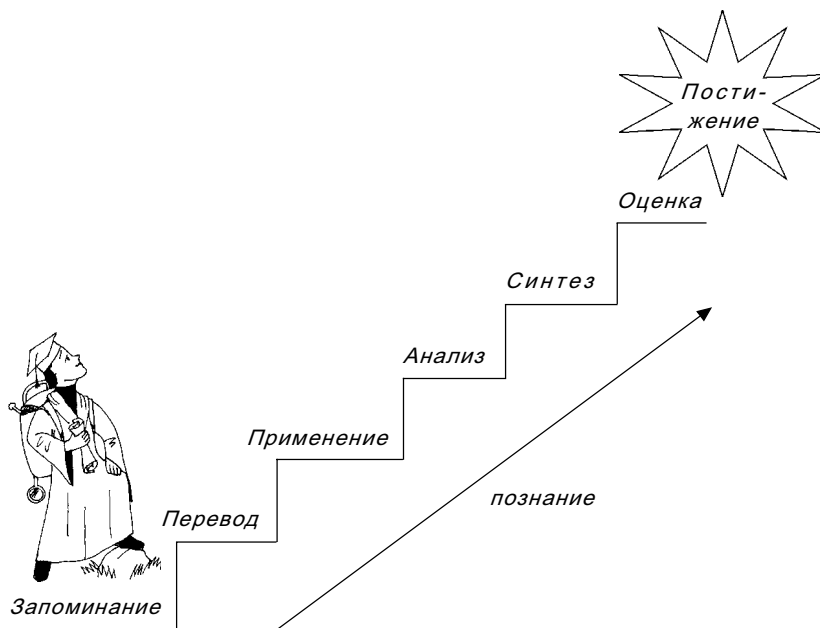 Пости-
жение
Оценка
Синтез
Анализ
Применение
познание
Перевод
Запоминание